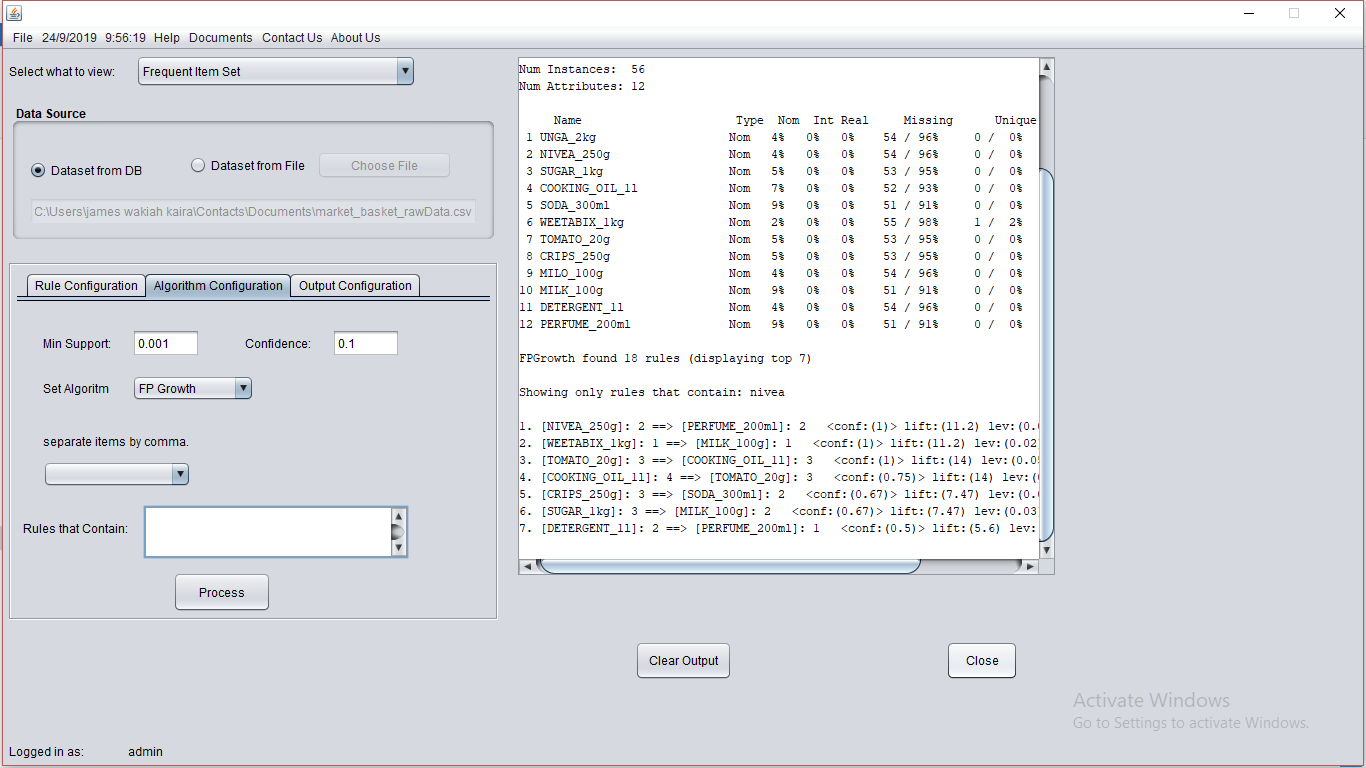 File 24/9/2019 9:56:19 Help Documents Contact Us About Us
Select what to view: Frequent Item Set
Data Source
Dataset from DB Dataset from File Choose File
C:\Users\james wakiah kaira\Contacts\Documents\market_basket_rawData.csv
Rule Configuration Algorithm Configuration Output Configuration
Min Support: 0.001 Confidence: 0.1
Set Algoritm FP Growth
separate items by comma.
Rules that Contain:
Process
Num Instances: 56
Num Attributes: 12
Name Type Nom Int Real Missing Unique
1 UNGA_2kg Nom 4% 0% 0% 54 / 96% 0 / 0%
2 NIVEA_250g Nom 4% 0% 0% 54 / 96% 0 / 0%
3 SUGAR_1kg Nom 5% 0% 0% 53 / 95% 0 / 0%
4 COOKING_OIL_1l Nom 7% 0% 0% 52 / 93% 0 / 0%
5 SODA_300ml Nom 9% 0% 0% 51 / 91% 0 / 0%
6 WEETABIX_1kg Nom 2% 0% 0% 55 / 98% 1 / 2%
7 TOMATO_20g Nom 5% 0% 0% 53 / 95% 0 / 0%
8 CRIPS_250g Nom 5% 0% 0% 53 / 95% 0 / 0%
9 MILO_100g Nom 4% 0% 0% 54 / 96% 0 / 0%
10 MILK_100g Nom 9% 0% 0% 51 / 91% 0 / 0%
11 DETERGENT_1l Nom 4% 0% 0% 54 / 96% 0 / 0%
12 PERFUME_200ml Nom 9% 0% 0% 51 / 91% 0 / 0%
FPGrowth found 18 rules (displaying top 7)
Showing only rules that contain: nivea
1. [NIVEA_250g]: 2 ==> [PERFUME_200ml]: 2 <conf:(1)> lift:(11.2) lev:(0.0
2. [WEETABIX_1kg]: 1 ==> [MILK_100g]: 1 <conf:(1)> lift:(11.2) lev:(0.02
3. [TOMATO_20g]: 3 ==> [COOKING_OIL_1l]: 3 <conf:(1)> lift:(14) lev:(0.05
4. [COOKING_OIL_1l]: 4 ==> [TOMATO_20g]: 3 <conf:(0.75)> lift:(14) lev:(
5. [CRIPS_250g]: 3 ==> [SODA_300ml]: 2 <conf:(0.67)> lift:(7.47) lev:(0.
6. [SUGAR_1kg]: 3 ==> [MILK_100g]: 2 <conf:(0.67)> lift:(7.47) lev:(0.03
7. [DETERGENT_1l]: 2 ==> [PERFUME_200ml]: 1 <conf:(0.5)> lift:(5.6) lev:
Clear Output Close
Activate Windows
Go to Settings to activate Windows.
Logged in as: admin